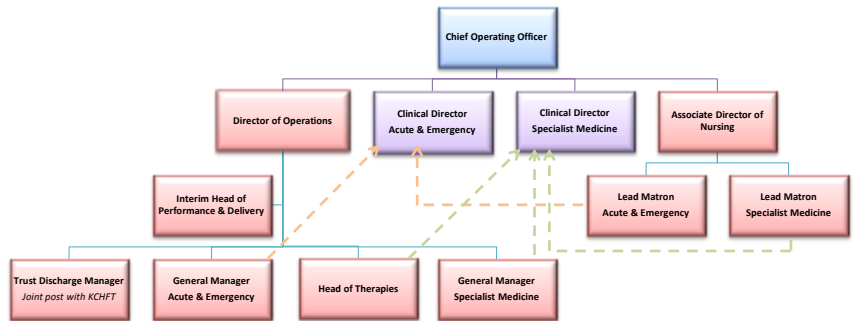 Chief Operating Officer
Director of Operations
Clinical Director
Acute & Emergency
Clinical Director
Specialist Medicine
Associate Director of
Nursing
Interim Head of
Performance & Delivery
Lead Matron
Acute & Emergency
Lead Matron
Specialist Medicine
Trust Discharge Manager
Joint post with KCHFT
General Manager
Acute & Emergency
Head of Therapies
General Manager
Specialist Medicine